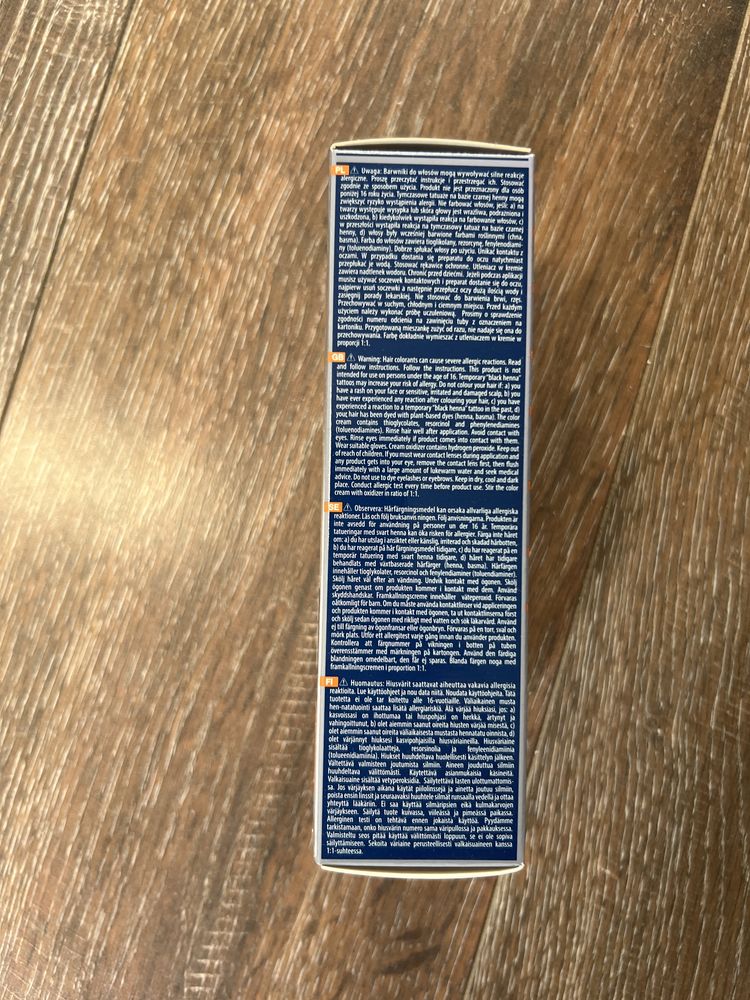 PL ⚠ Uwaga: Barwniki do włosów mogą wywoływać silne reakcje
alergiczne. Proszę przeczytać instrukcje i przestrzegać ich. Stosować
zgodnie ze sposobem użycia. Produkt nie jest przeznaczony dla osób
poniżej 16 roku życia. Tymczasowe tatuaże na bazie czarnej henny mogą
zwiększyć ryzyko wystąpienia alergii. Nie farbować włosów, jeśli: a) na
twarzy występuje wysypka lub skóra głowy jest wrażliwa, podrażniona i
uszkodzona, b) kiedykolwiek wystąpiła reakcja na farbowanie włosów, c)
w przeszłości wystąpiła reakcja na tymczasowy tatuaż na bazie czarnej
henny, d) włosy były wcześniej barwione farbami roślinnymi (chna,
basma). Farba do włosów zawiera tioglikolany, rezorcynę, fenylenodiami-
ny (toluenodiaminy). Dobrze spłukać włosy po użyciu. Unikać kontaktu z
oczami. W przypadku dostania się preparatu do oczu natychmiast
przepłukać je wodą. Stosować rękawice ochronne. Utleniacz w kremie
zawiera nadtlenek wodoru. Chronić przed dziećmi. Jeżeli podczas aplikacji
musisz używać soczewek kontaktowych i preparat dostanie się do oczu,
najpierw usuń soczewki a następnie przepłucz oczy dużą ilością wody i
zasięgnij porady lekarskiej. Nie stosować do barwienia brwi, rzęs.
Przechowywać w suchym, chłodnym i ciemnym miejscu. Przed każdym
użyciem należy wykonać próbę uczuleniową. Prosimy o sprawdzenie
zgodności numeru odcienia na zawinięciu tuby z oznaczeniem na
kartoniku. Przygotowaną mieszankę zużyć od razu, nie nadaje się ona do
przechowywania. Farbę dokładnie wymieszać z utleniaczem w kremie w
proporcji 1:1.
GB ⚠ Warning: Hair colorants can cause severe allergic reactions. Read
and follow instructions. Follow the instructions. This product is not
intended for use on persons under the age of 16. Temporary "black henna"
tattoos may increase your risk of allergy. Do not colour your hair if: a) you
have a rash on your face or sensitive, irritated and damaged scalp, b) you
have ever experienced any reaction after colouring your hair, c) you have
experienced a reaction to a temporary "black henna" tattoo in the past, d)
your hair has been dyed with plant-based dyes (henna, basma). The color
cream contains thioglycolates, resorcinol and phenylenediamines
(toluenodiamines). Rinse hair well after application. Avoid contact with
eyes. Rinse eyes immediately if product comes into contact with them.
Wear suitable gloves. Cream oxidizer contains hydrogen peroxide. Keep out
of reach of children. If you must wear contact lenses during application and
any product gets into your eye, remove the contact lens first, then flush
immediately with a large amount of lukewarm water and seek medical
advice. Do not use to dye eyelashes or eyebrows. Keep in dry, cool and dark
place. Conduct allergic test every time before product use. Stir the color
cream with oxidizer in ratio of 1:1.
SE ⚠ Observera: Hårfärgningsmedel kan orsaka allvarliga allergiska
reaktioner. Läs och följ bruksanvisningen. Följ anvisningarna. Produkten är
inte avsedd för användning på personer under 16 år. Temporära
tatueringar med svart henna kan öka risken för allergier. Färga inte håret
om: a) du har utslag i ansiktet eller känslig, irriterad och skadad hårbotten,
b) du har reagerat på hår färgningsmedel tidigare, c) du har reagerat på en
temporär tatuering med svart henna tidigare, d) håret har tidigare
behandlats med växtbaserade hårfärger (henna, basma). Hårfärgen
innehåller tioglykolater, resorcinol och fenylendiaminer (toluendiaminer).
Skölj håret väl efter an vändning. Undvik kontakt med ögonen. Skölj
ögonen genast om produkten kommer in kontakt med dem. Använd
skyddshandskar. Framkallningscreme innehåller väteperoxid. Förvaras
oåtkomligt för barn. Om du måste använda kontaktlinser vid appliceringen
och produkten kommer i kontakt med ögonen, ta ut kontaktlinserna först
och skölj sedan ögonen med rikligt med vatten och sök läkarvård. Använd
ej till färgning av ögonfransar eller ögonbryn. Förvaras på en torr, sval och
mörk plats. Utför ett allergitest varje gång innan du använder produkten.
Kontrollera att färgnummer på vikningen i botten på tuben
överensstämmer med märkningen på kartongen. Använd den färdiga
blandningen omedelbart, den får ej sparas. Blanda färgen noga med
framkallningscremen i proportion 1:1.
FI ⚠ Huomautus: Hiusvärit saattavat aiheuttaa vakavia allergisia
reaktioita. Lue käyttöohjeet ja nou data niitä. Noudata käyttöohjeita. Tätä
tuotetta ei ole tar koitettu alle 16-vuotiaille. Väliaikainen musta
hen-natatuointi saattaa lisätä allergiariskiä. Älä värjää hiuksiasi, jos: a)
kasvoissasi on ihottumaa tai hiuspohjasi on herkkä, ärtynyt ja
vahingoittunut, b) olet aiemmin saanut oireita hiusten värjää misestä, c)
olet aiemmin saanut oireita väliaikaisesta mustasta hennatatu oinnista, d)
olet värjännyt hiuksesi kasvipohjaisilla hiusväriaineilla. Hiusväriaine
sisältää tioglykolaatteja, resorsinolia ja fenyleenidiamiinia
(tolueenidiamiinia). Hiukset huuhdeltava huolellisesti käsittelyn jälkeen.
Vältettävä valmisteen joutumista silmiin. Aineen jouduttua silmiin
huuhdeltava välittömästi. Käytettävä asianmukaisia käsineitä.
Valkaisuaine sisältää vetyperoksidia. Säilytettävä lasten ulottumattomis-
sa. Jos värjäyksen aikana käytät piilolinssejä ja ainetta joutuu silmiin,
poista ensin linssit ja seuraavaksi huuhtele silmät runsaalla vedellä ja ottaa
yhteyttä lääkäriin. Ei saa käyttää silmäripsien eikä kulmakarvojen
värjäykseen. Säilytä tuote kuivassa, viileässä ja pimeässä paikassa.
Allerginen testi on tehtävä ennen jokaista käyttöä. Pyydämme
tarkistamaan, onko hiusvärin numero sama väripullossa ja pakkauksessa.
Valmisteltu seos pitää käyttää välittömästi loppuun, se ei ole sopiva
säilyttämiseen. Sekoita väriaine perusteellisesti valkaisuaineen kanssa
1:1-suhteessa.